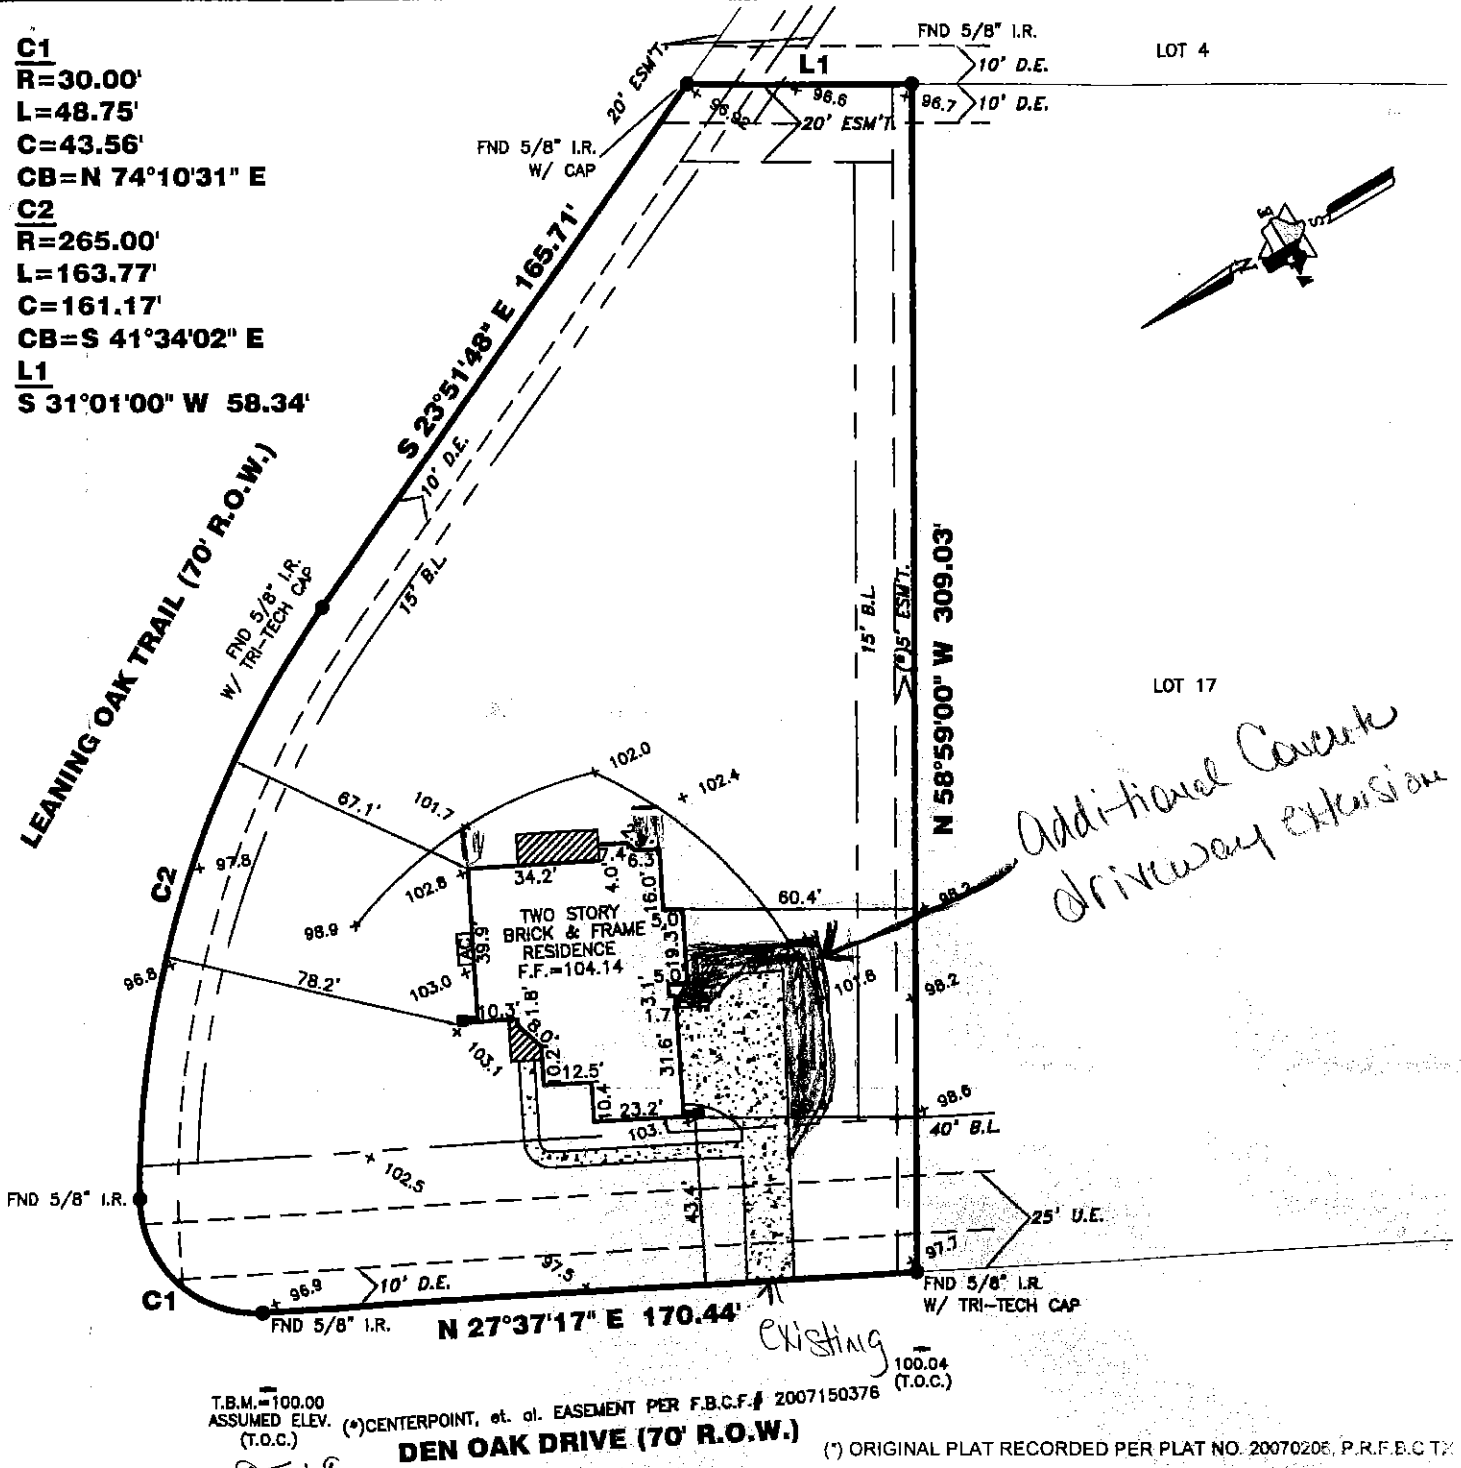 C1
R=30.00'
L=48.75'
C=43.56'
CB=N 74°10'31" E
C2
R=265.00'
L=163.77'
C=161.17'
CB=S 41°34'02" E
L1
S 31°01'00" W 58.34'
20' ESM'T.
FND 5/8" I.R.
10' D.E.
LOT 4
L1
96.92
96.6
96.7
10' D.E.
20' ESM'T.
FND 5/8" I.R.
W/ CAP
S 23°51'48" E 165.71'
10' D.E.
15' B.L.
LEANING OAK TRAIL (70' R.O.W.)
FND 5/8" I.R.
W/ TRI-TECH CAP
15' B.L.
(*)5' ESM'T.
N 58°59'00" W 309.03'
N
S
LOT 17
Additional Concrete
driveway extension
67.1'
101.7
102.0
102.4
C2
97.8
102.8
34.2'
7.4'
4.0'
6.3'
16.0'
60.4'
98.9
39.9'
A/C
TWO STORY
BRICK & FRAME
RESIDENCE
F.F.=104.14
5.0'
19.3'
5.0'
3.1'
1.7'
96.8
78.2'
103.0
10.3'
1.8'
8.0'
10.2'
103.1
12.5'
10.4'
31.6'
23.2'
103.1
101.8
98.2
98.6
40' B.L.
102.5
FND 5/8" I.R.
43.4'
25' U.E.
97.7
C1
96.9
10' D.E.
97.5
FND 5/8" I.R.
N 27°37'17" E 170.44'
FND 5/8" I.R.
W/ TRI-TECH CAP
Existing
100.04
(T.O.C.)
T.B.M.=100.00
ASSUMED ELEV.
(T.O.C.)
(*)CENTERPOINT, et. al. EASEMENT PER F.B.C.F.# 2007150376
DEN OAK DRIVE (70' R.O.W.)
(*) ORIGINAL PLAT RECORDED PER PLAT NO. 20070206, P.R.F.B.C TX